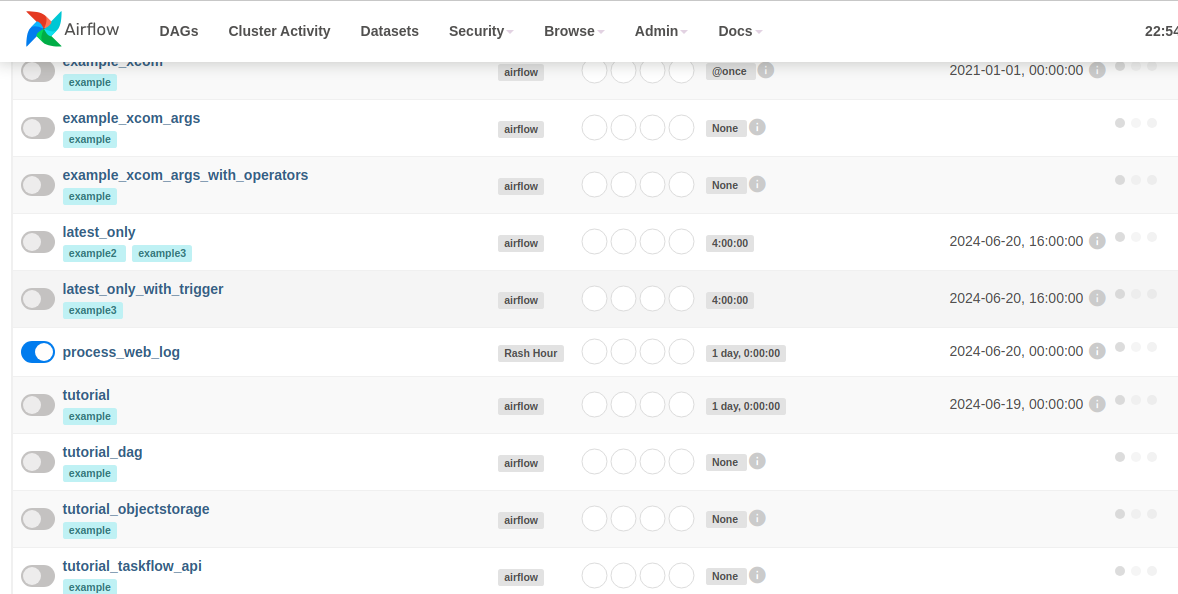 Airflow DAGs Cluster Activity Datasets Security Browse Admin Docs 22:54
example_xcom airflow @once 2021-01-01, 00:00:00
example
example_xcom_args airflow None
example
example_xcom_args_with_operators airflow None
example
latest_only airflow 4:00:00 2024-06-20, 16:00:00
example2 example3
latest_only_with_trigger airflow 4:00:00 2024-06-20, 16:00:00
example3
process_web_log Rash Hour 1 day, 0:00:00 2024-06-20, 00:00:00
tutorial airflow 1 day, 0:00:00 2024-06-19, 00:00:00
example
tutorial_dag airflow None
example
tutorial_objectstorage airflow None
example
tutorial_taskflow_api airflow None
example